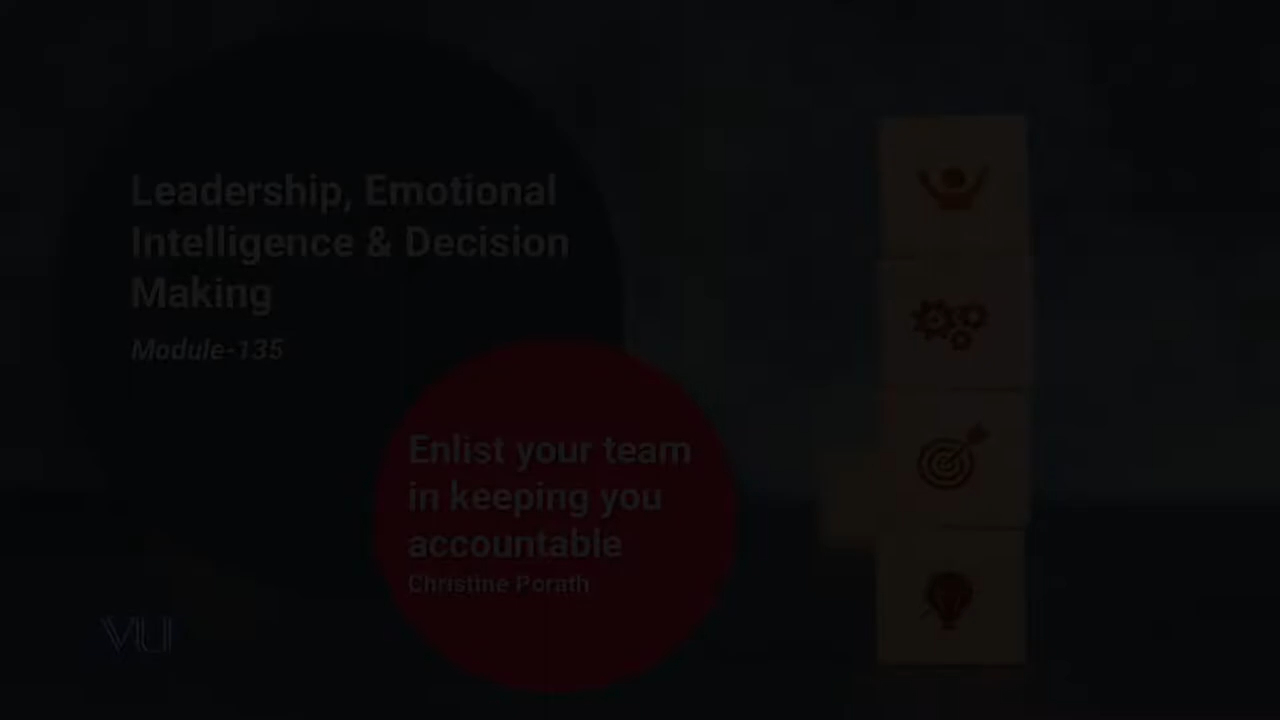 Leadership, Emotional
Intelligence & Decision
Making
Module-135
Enlist your team
in keeping you
accountable
Christine Porath
VU